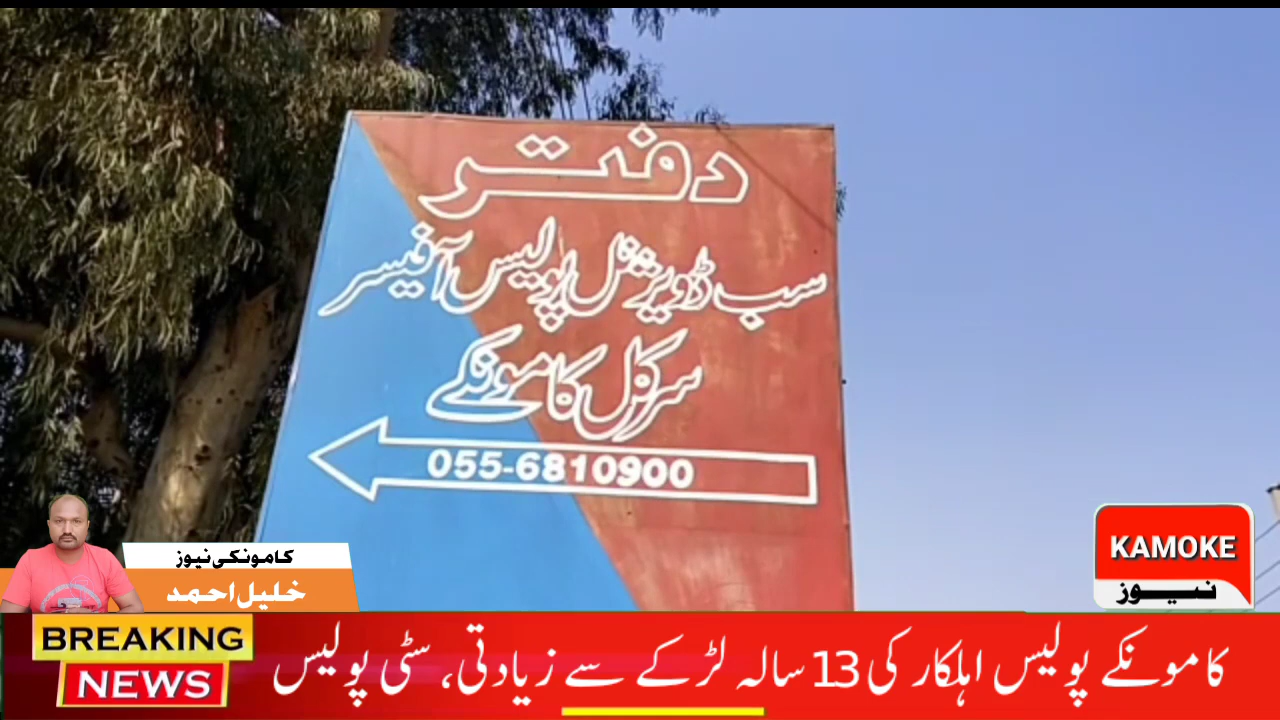 دفتر
سب ڈویژنل پولیس آفیسر
سرکل کامونکے
055-6810900
کامونکی نیوز
خلیل احمد
KAMOKE
نیوز
BREAKING
NEWS
کامونکے پولیس اہلکار کی 13 سالہ لڑکے سے زیادتی، سٹی پولیس